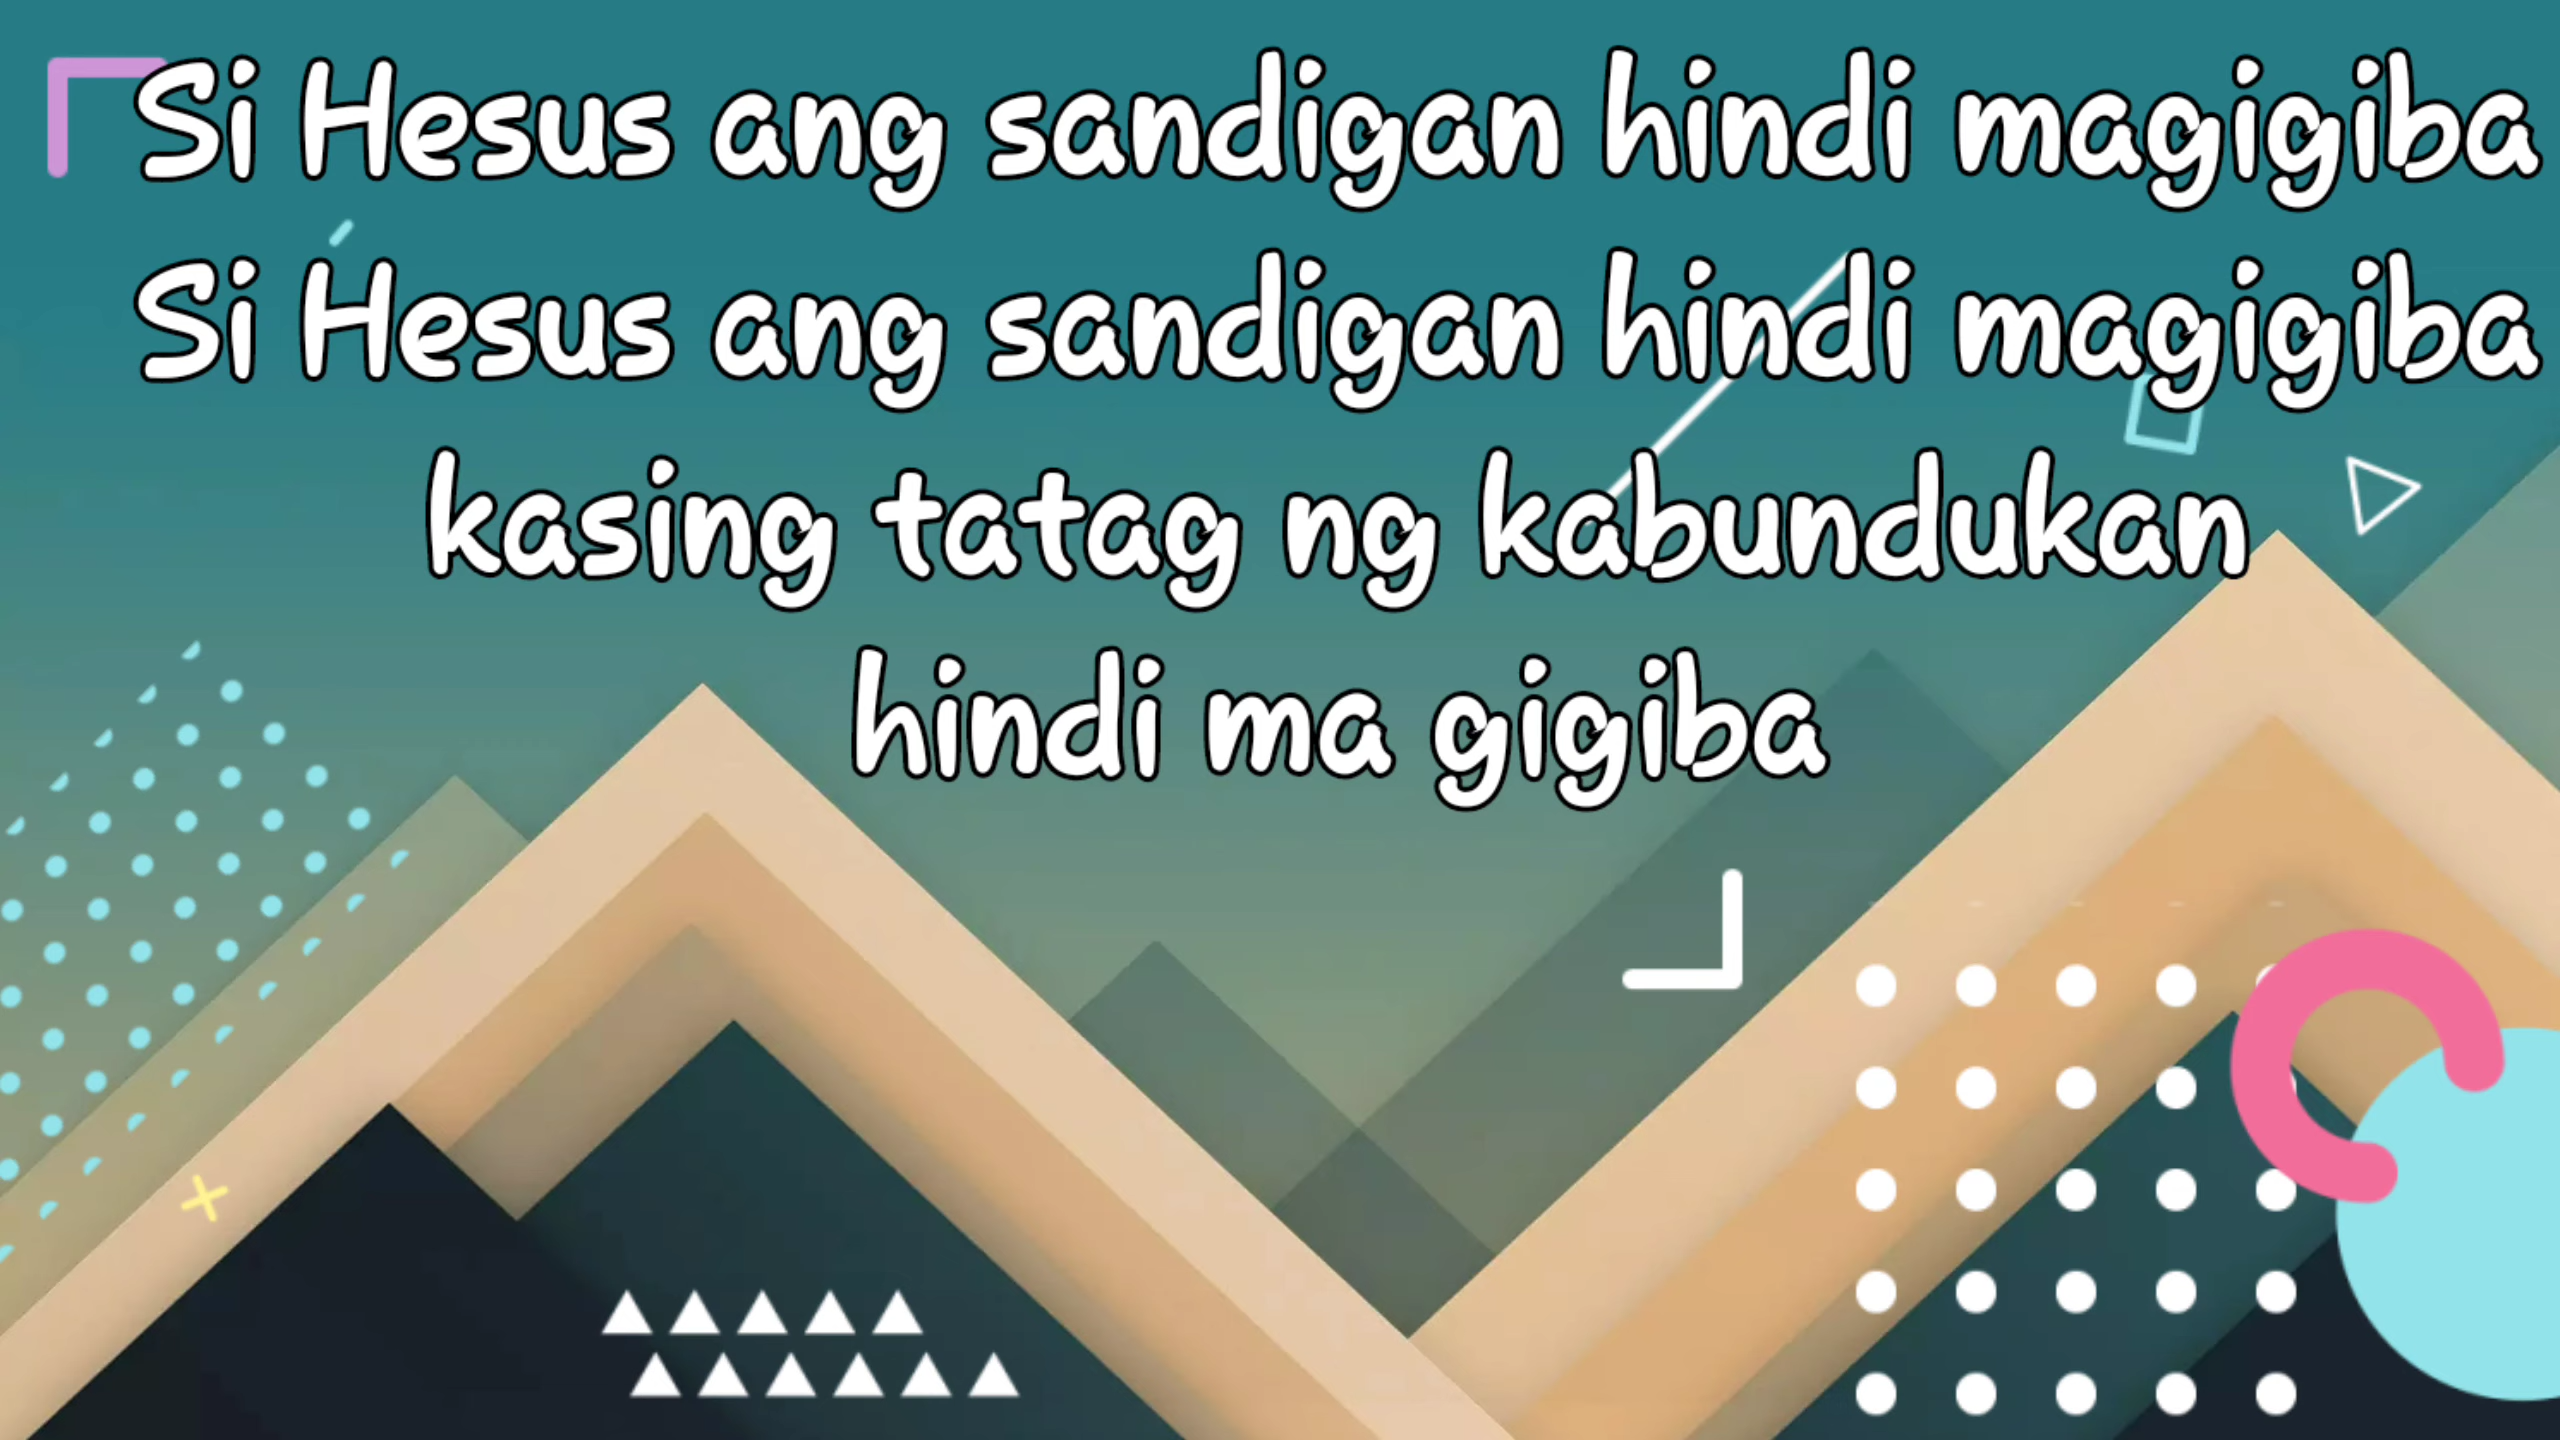 Si Hesus ang sandigan hindi magigiba
Si Hesus ang sandigan hindi magigiba
kasing tatag ng kabundukan
hindi ma gigiba